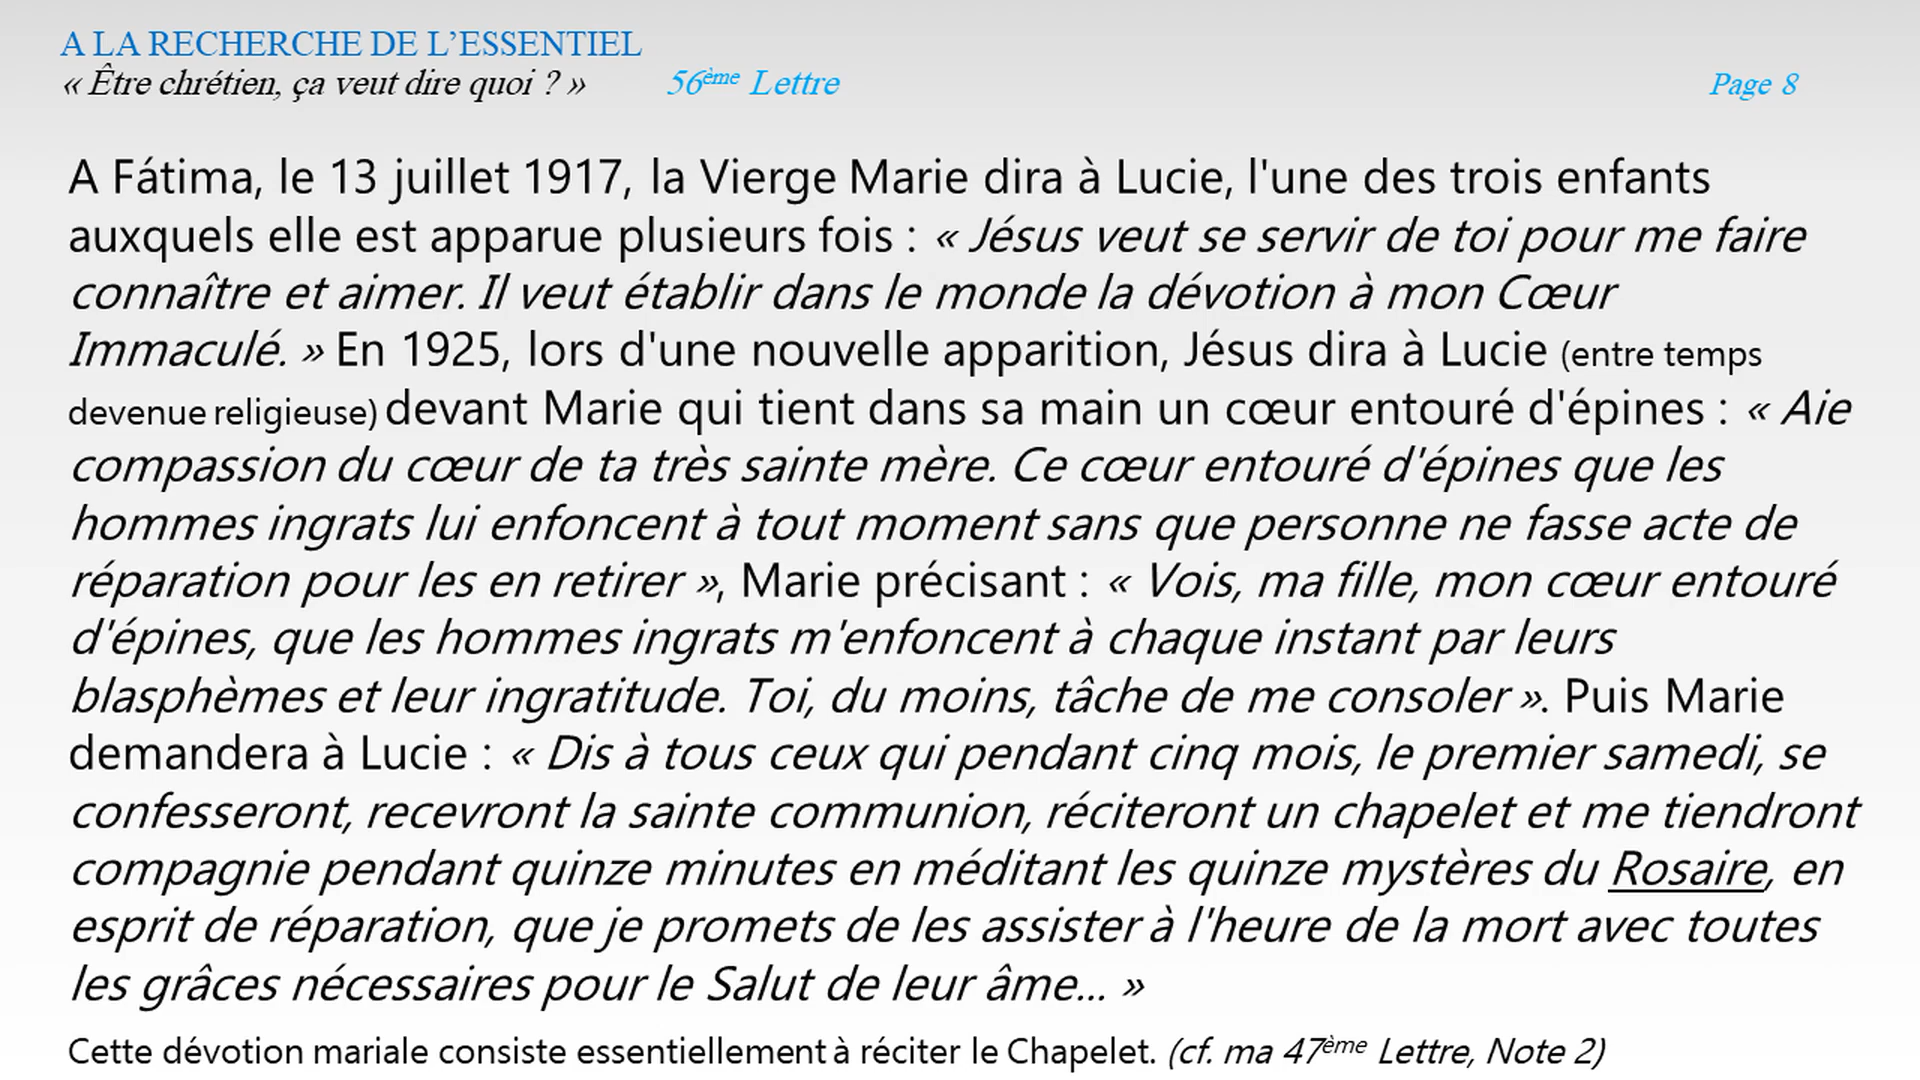 A LA RECHERCHE DE L’ESSENTIEL
« Être chrétien, ça veut dire quoi ? » 56ème Lettre Page 8
A Fátima, le 13 juillet 1917, la Vierge Marie dira à Lucie, l'une des trois enfants
auxquels elle est apparue plusieurs fois : « Jésus veut se servir de toi pour me faire
connaître et aimer. Il veut établir dans le monde la dévotion à mon Cœur
Immaculé. » En 1925, lors d'une nouvelle apparition, Jésus dira à Lucie (entre temps
devenue religieuse) devant Marie qui tient dans sa main un cœur entouré d'épines : « Aie
compassion du cœur de ta très sainte mère. Ce cœur entouré d'épines que les
hommes ingrats lui enfoncent à tout moment sans que personne ne fasse acte de
réparation pour les en retirer », Marie précisant : « Vois, ma fille, mon cœur entouré
d'épines, que les hommes ingrats m'enfoncent à chaque instant par leurs
blasphèmes et leur ingratitude. Toi, du moins, tâche de me consoler ». Puis Marie
demandera à Lucie : « Dis à tous ceux qui pendant cinq mois, le premier samedi, se
confesseront, recevront la sainte communion, réciteront un chapelet et me tiendront
compagnie pendant quinze minutes en méditant les quinze mystères du Rosaire, en
esprit de réparation, que je promets de les assister à l'heure de la mort avec toutes
les grâces nécessaires pour le Salut de leur âme... »
Cette dévotion mariale consiste essentiellement à réciter le Chapelet. (cf. ma 47ème Lettre, Note 2)